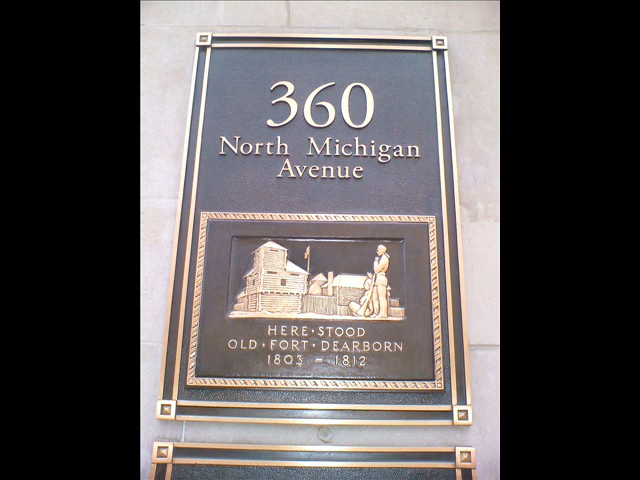 360
North Michigan
Avenue
HERE · STOOD
OLD · FORT · DEARBORN
1803 - 1812